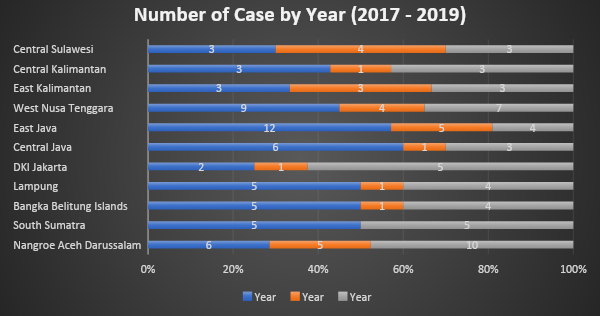 Number of Case by Year (2017 - 2019)
Central Sulawesi 3 4 3
Central Kalimantan 3 1 3
East Kalimantan 3 3 3
West Nusa Tenggara 9 4 7
East Java 12 5 4
Central Java 6 1 3
DKI Jakarta 2 1 5
Lampung 5 1 4
Bangka Belitung Islands 5 1 4
South Sumatra 5 5
Nangroe Aceh Darussalam 6 5 10
0% 20% 40% 60% 80% 100%
Year Year Year